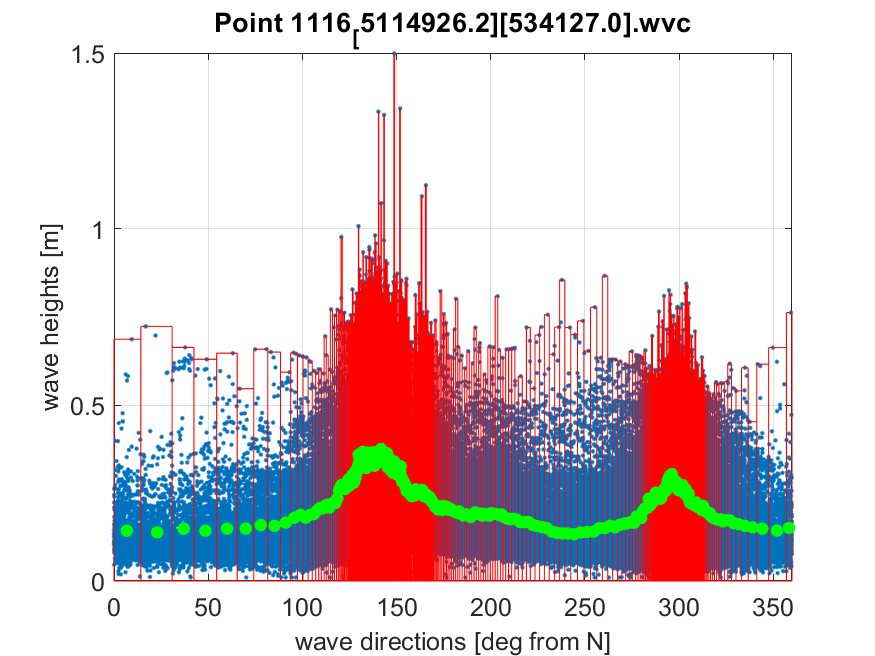 Point 1116[5114926.2][534127.0].wvc
1.5
1
0.5
0
wave heights [m]
0 50 100 150 200 250 300 350
wave directions [deg from N]